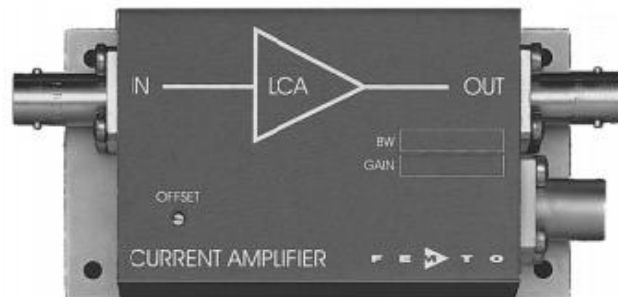 IN LCA OUT
BW
GAIN
OFFSET
CURRENT AMPLIFIER FEMTO